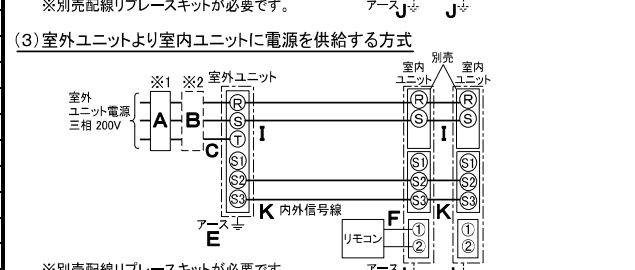 ※別売配線リプレースキットが必要です。
アース J J
(3)室外ユニットより室内ユニットに電源を供給する方式
別売
※1 ※2 室外ユニット 室内ユニット 室内ユニット
室外
ユニット電源
三相 200V
A B C
R S T S1 S2 S3
I I
R S S1 S2 S3
R S S1 S2 S3
K 内外信号線 K
アース
E
F
リモコン
① ②
① ②
※別売配線リプレースキットが必要です。
アース